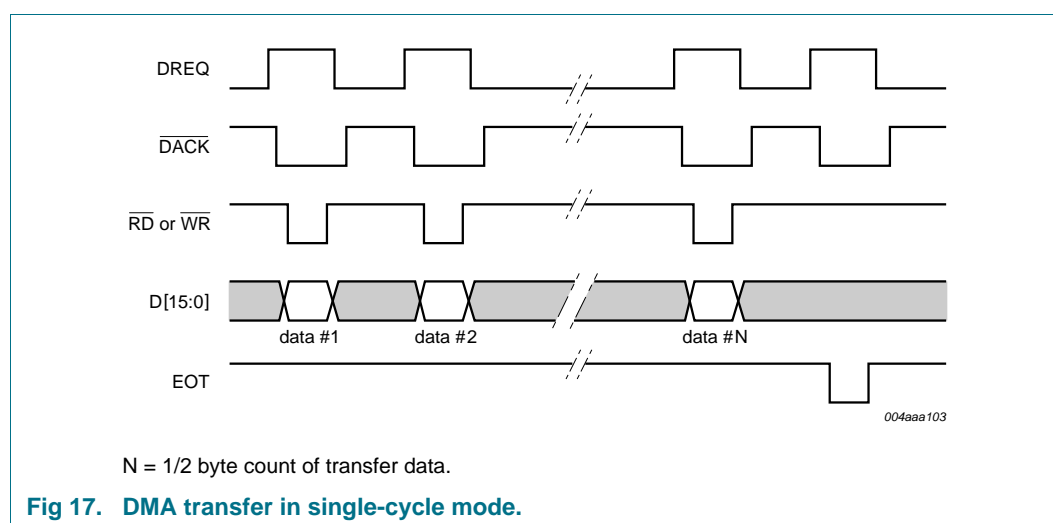 DREQ
DACK
RD or WR
D[15:0]
data #1 data #2 data #N
EOT
004aaa103
N = 1/2 byte count of transfer data.
Fig 17. DMA transfer in single-cycle mode.